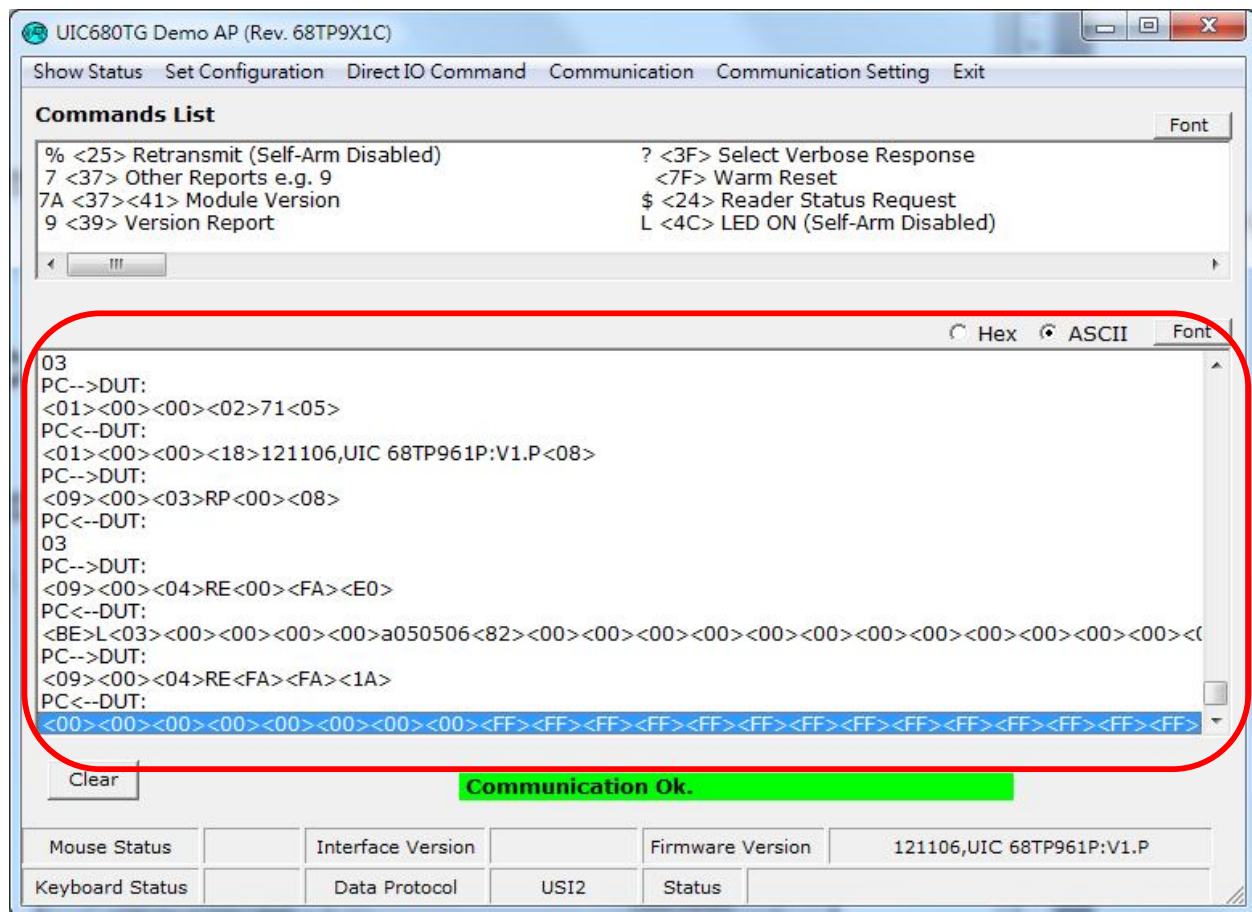 UIC680TG Demo AP (Rev. 68TP9X1C)
Show Status Set Configuration Direct IO Command Communication Communication Setting Exit
Commands List
Font
% <25> Retransmit (Self-Arm Disabled) ? <3F> Select Verbose Response
7 <37> Other Reports e.g. 9 <7F> Warm Reset
7A <37><41> Module Version $ <24> Reader Status Request
9 <39> Version Report L <4C> LED ON (Self-Arm Disabled)
Hex ASCII Font
03
PC-->DUT:
<01><00><00><02>71<05>
PC<--DUT:
<01><00><00><18>121106,UIC 68TP961P:V1.P<08>
PC-->DUT:
<09><00><03>RP<00><08>
PC<--DUT:
03
PC-->DUT:
<09><00><04>RE<00><FA><E0>
PC<--DUT:
<BE>L<03><00><00><00><00>a050506<82><00><00><00><00><00><00><00><00><00><00><00><00><
PC-->DUT:
<09><00><04>RE<FA><FA><1A>
PC<--DUT:
<00><00><00><00><00><00><00><00><FF><FF><FF><FF><FF><FF><FF><FF><FF><FF><FF><FF><FF>
Clear
Communication Ok.
Mouse Status Interface Version Firmware Version 121106,UIC 68TP961P:V1.P
Keyboard Status Data Protocol USI2 Status